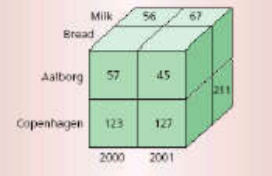 Milk 56 67
Bread
Aalborg 57 45
211
Copenhagen 123 127
2000 2001